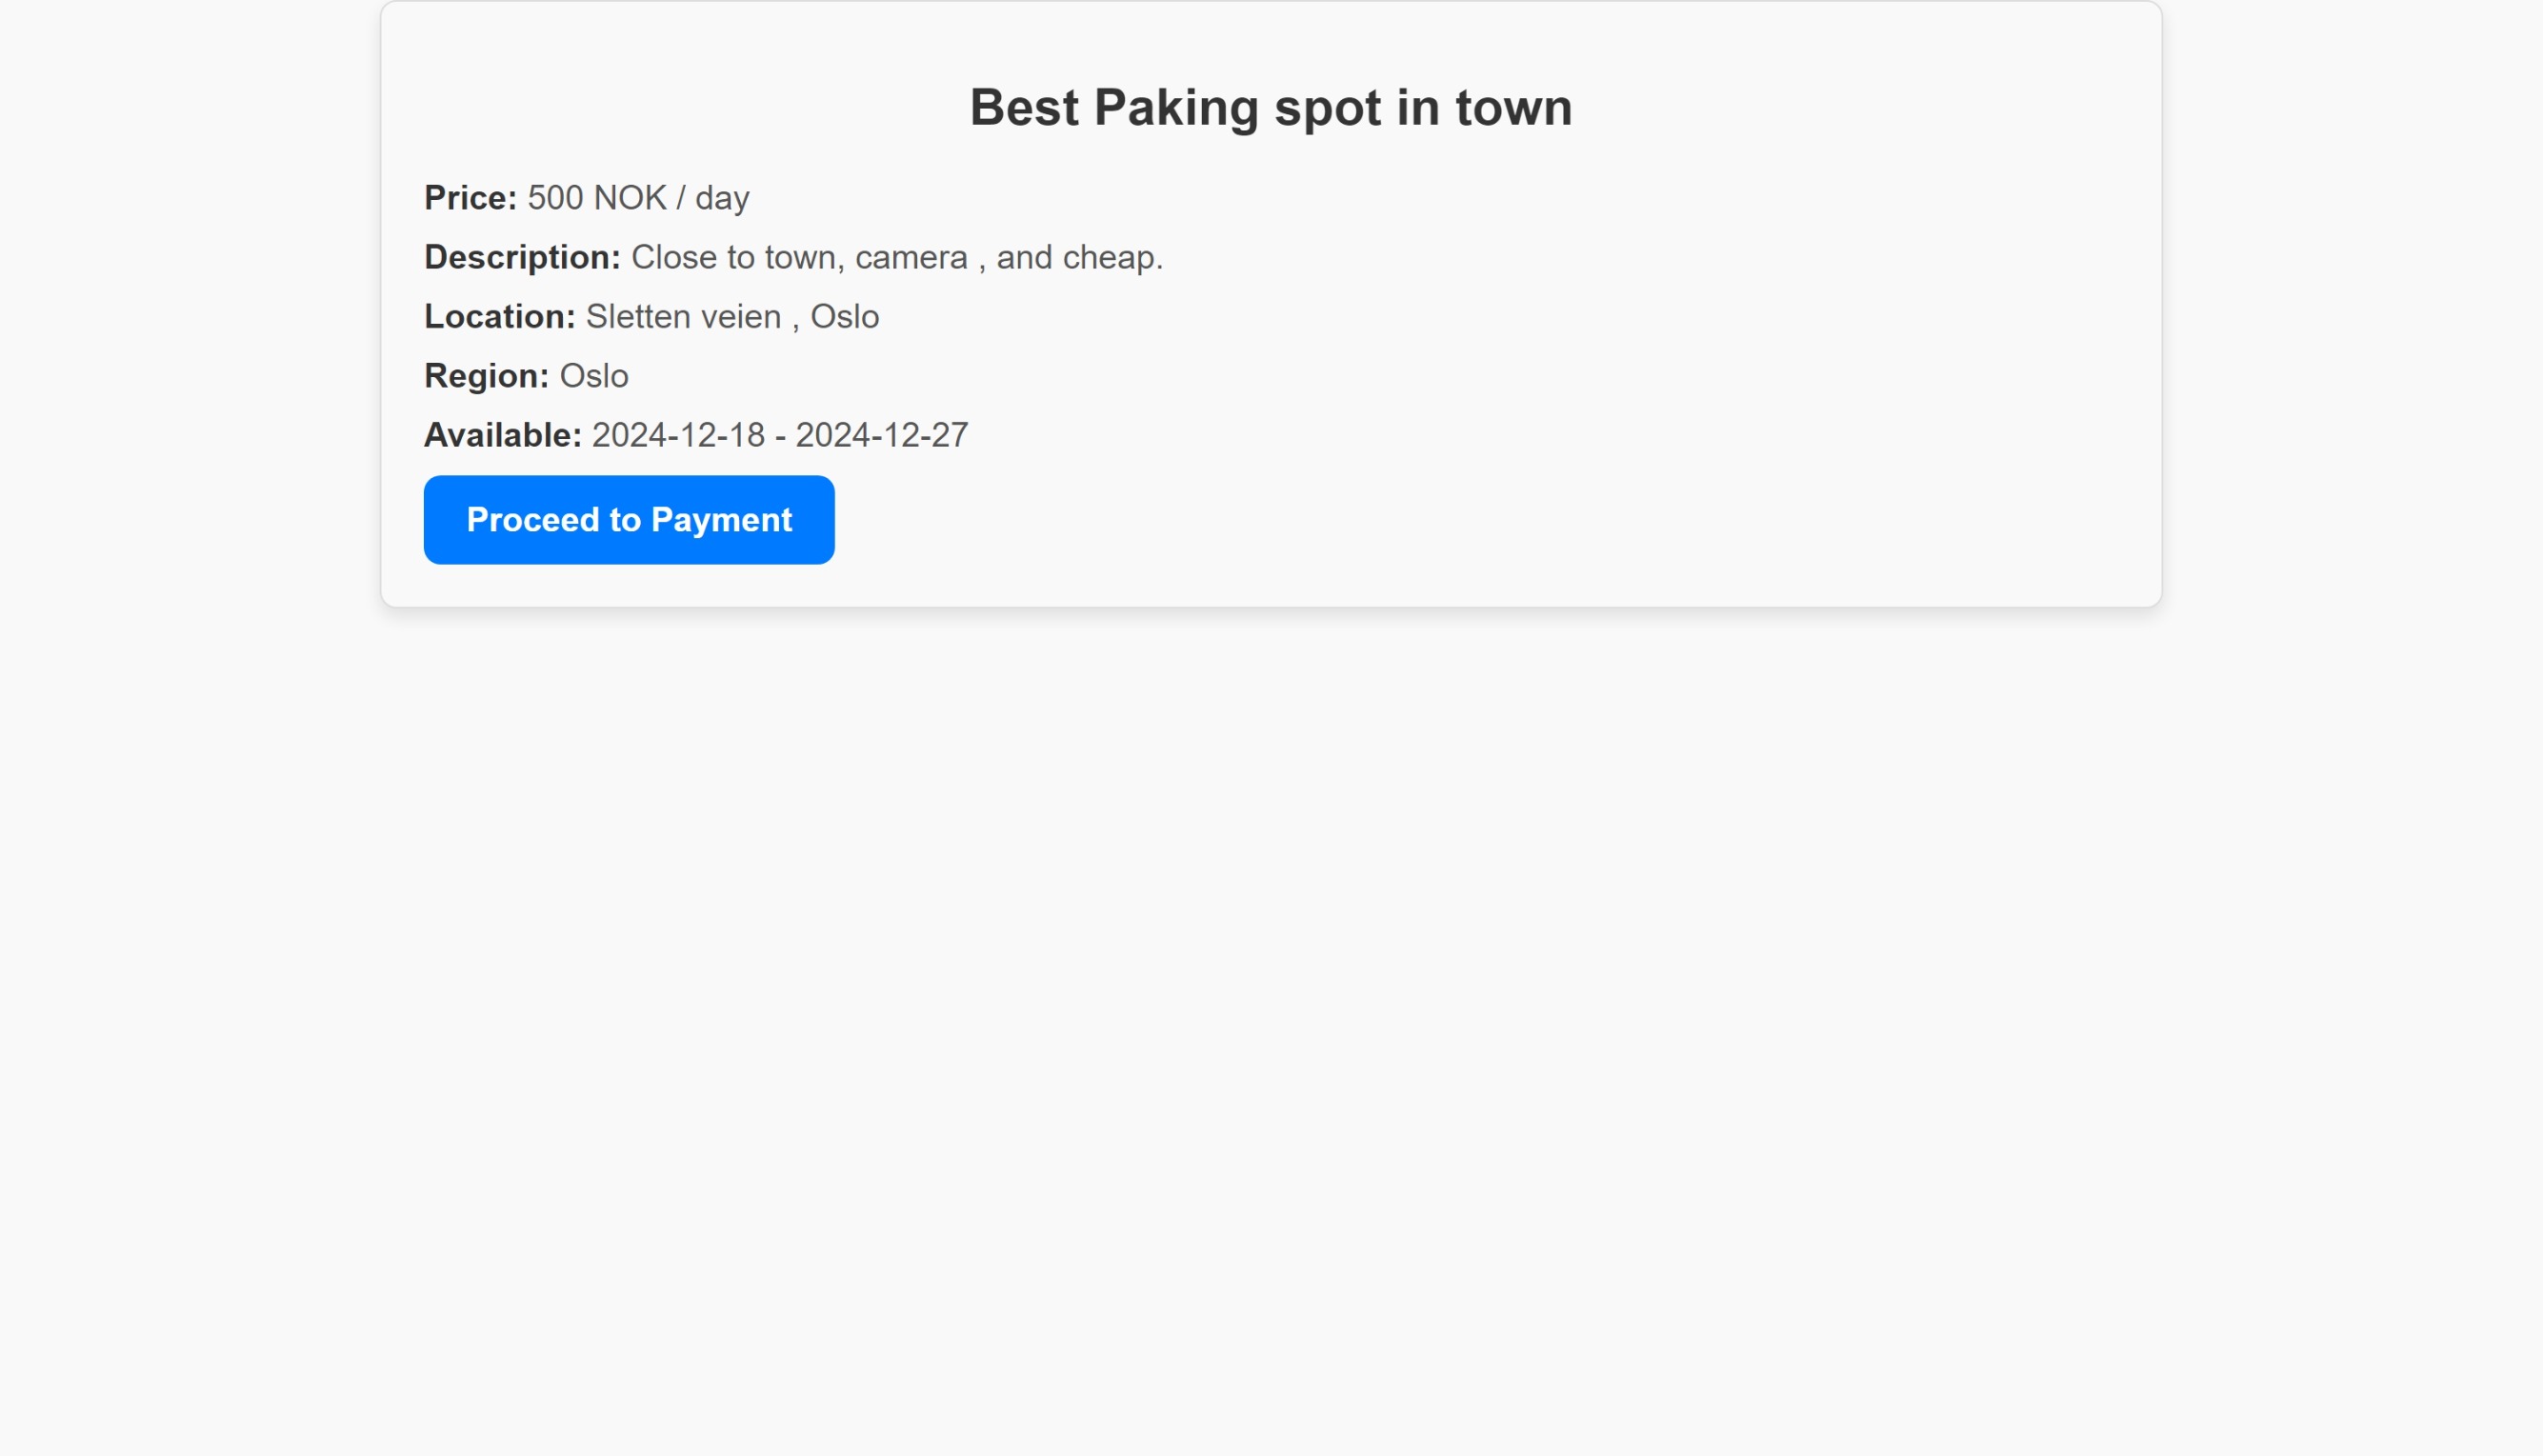 Best Paking spot in town
Price: 500 NOK / day
Description: Close to town, camera , and cheap.
Location: Sletten veien , Oslo
Region: Oslo
Available: 2024-12-18 - 2024-12-27
Proceed to Payment